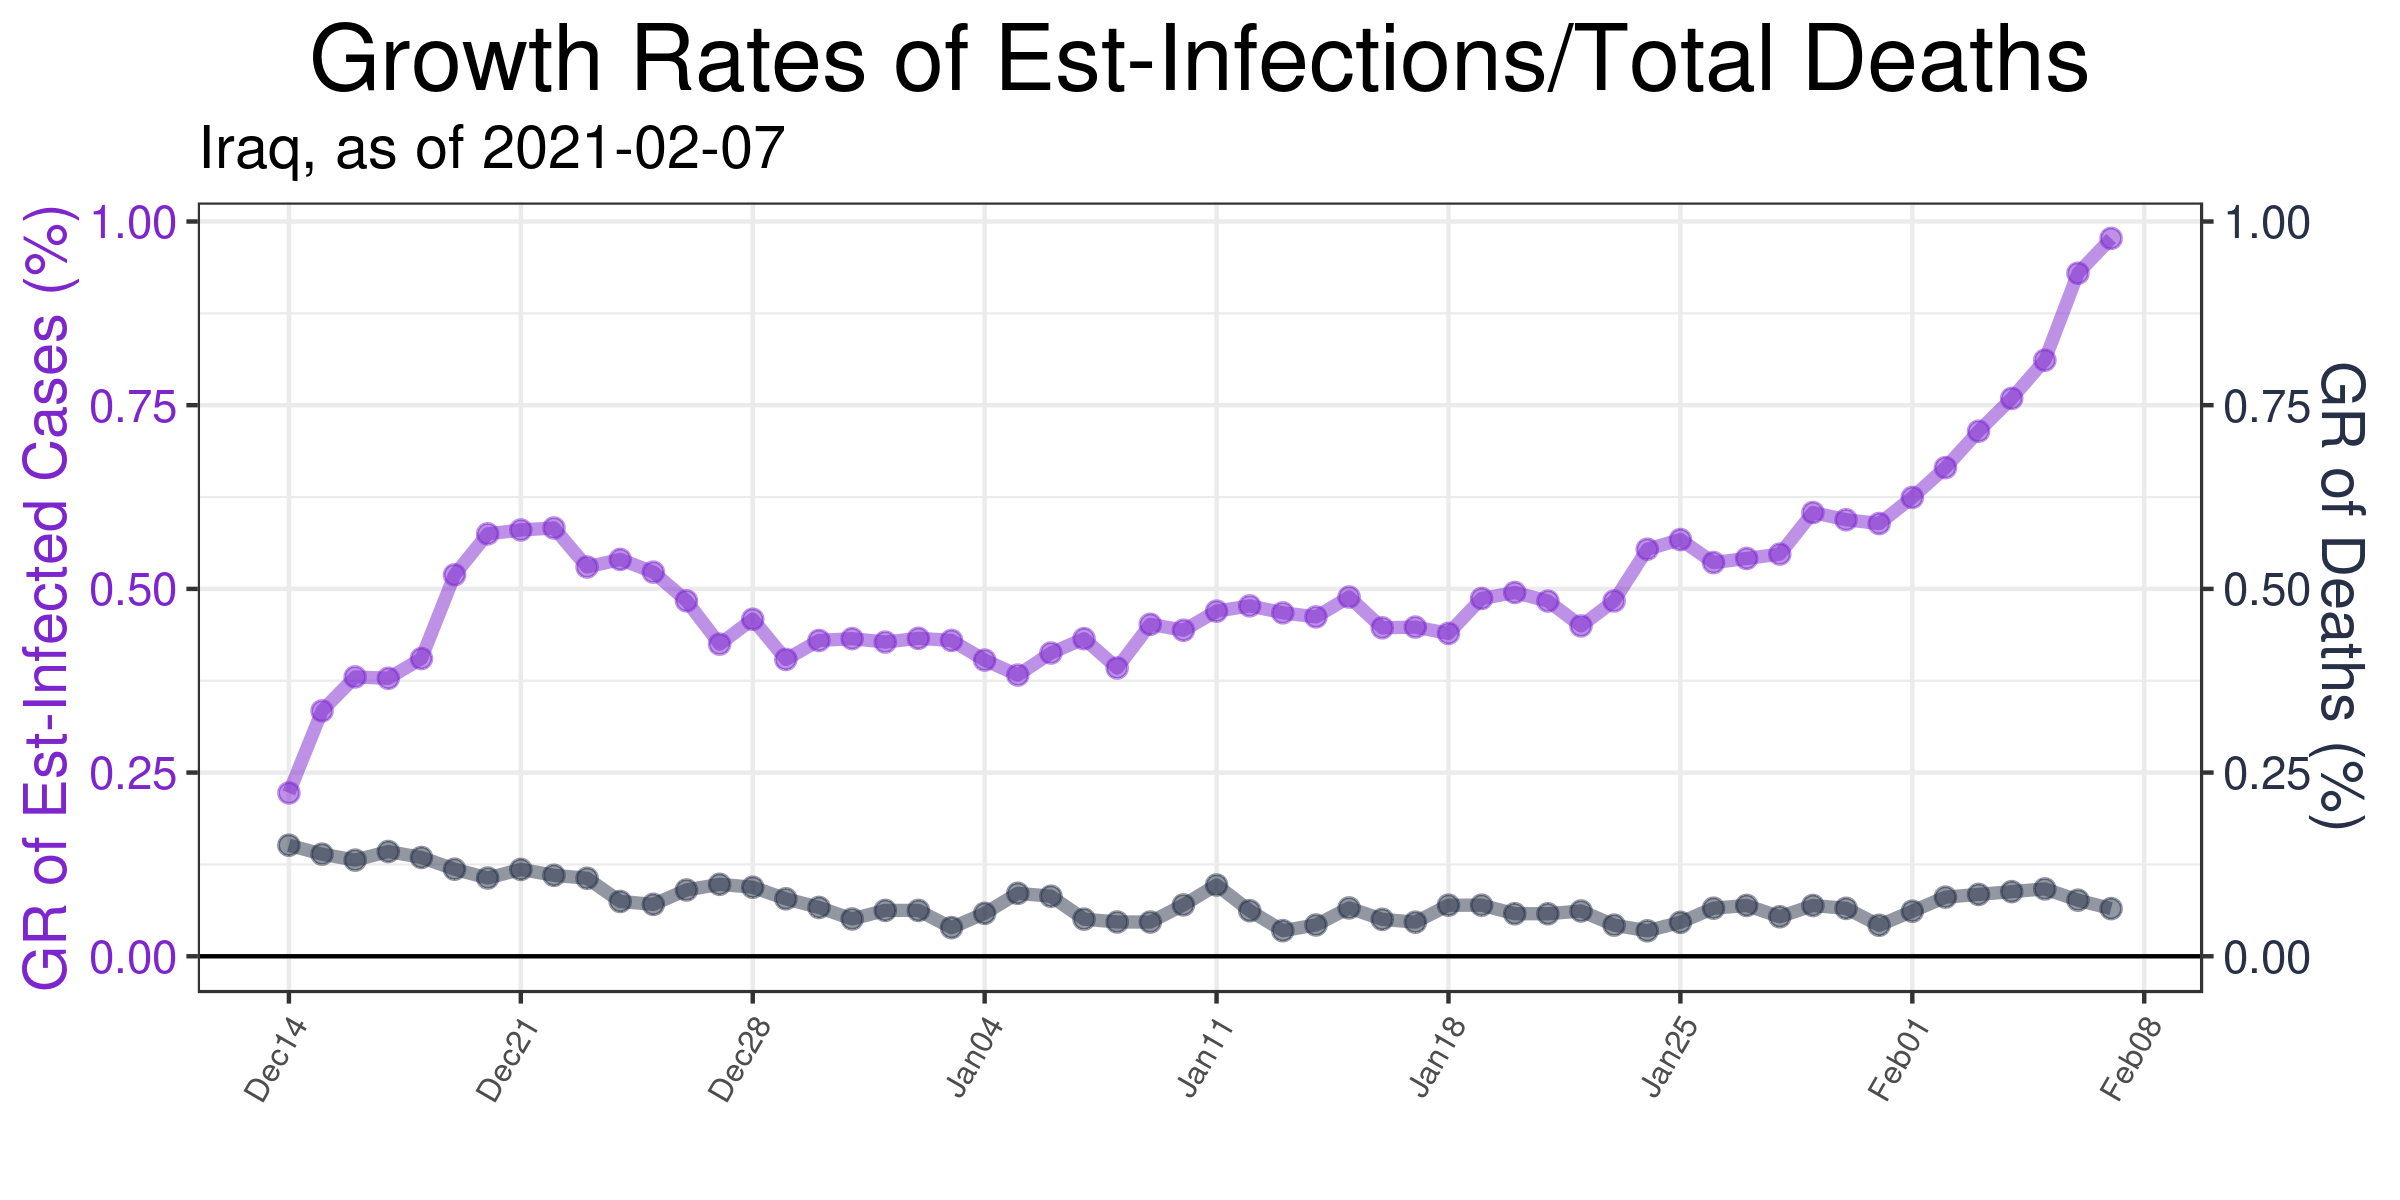 Growth Rates of Est-Infections/Total Deaths
Iraq, as of 2021-02-07
GR of Est-Infected Cases (%)
1.00
0.75
0.50
0.25
0.00
1.00
0.75
0.50
0.25
0.00
GR of Deaths (%)
Dec14
Dec21
Dec28
Jan04
Jan11
Jan18
Jan25
Feb01
Feb08